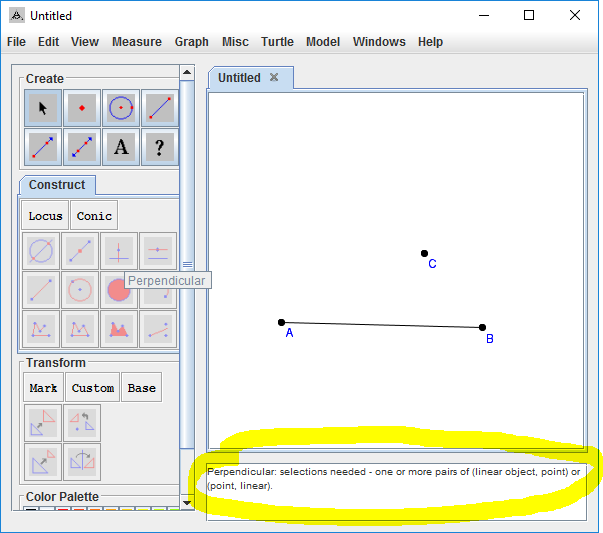 Untitled
File Edit View Measure Graph Misc Turtle Model Windows Help
Create
A ?
Construct
Locus Conic
Perpendicular
Transform
Mark Custom Base
Color Palette
Untitled
C
A
B
Perpendicular: selections needed - one or more pairs of (linear object, point) or
(point, linear).